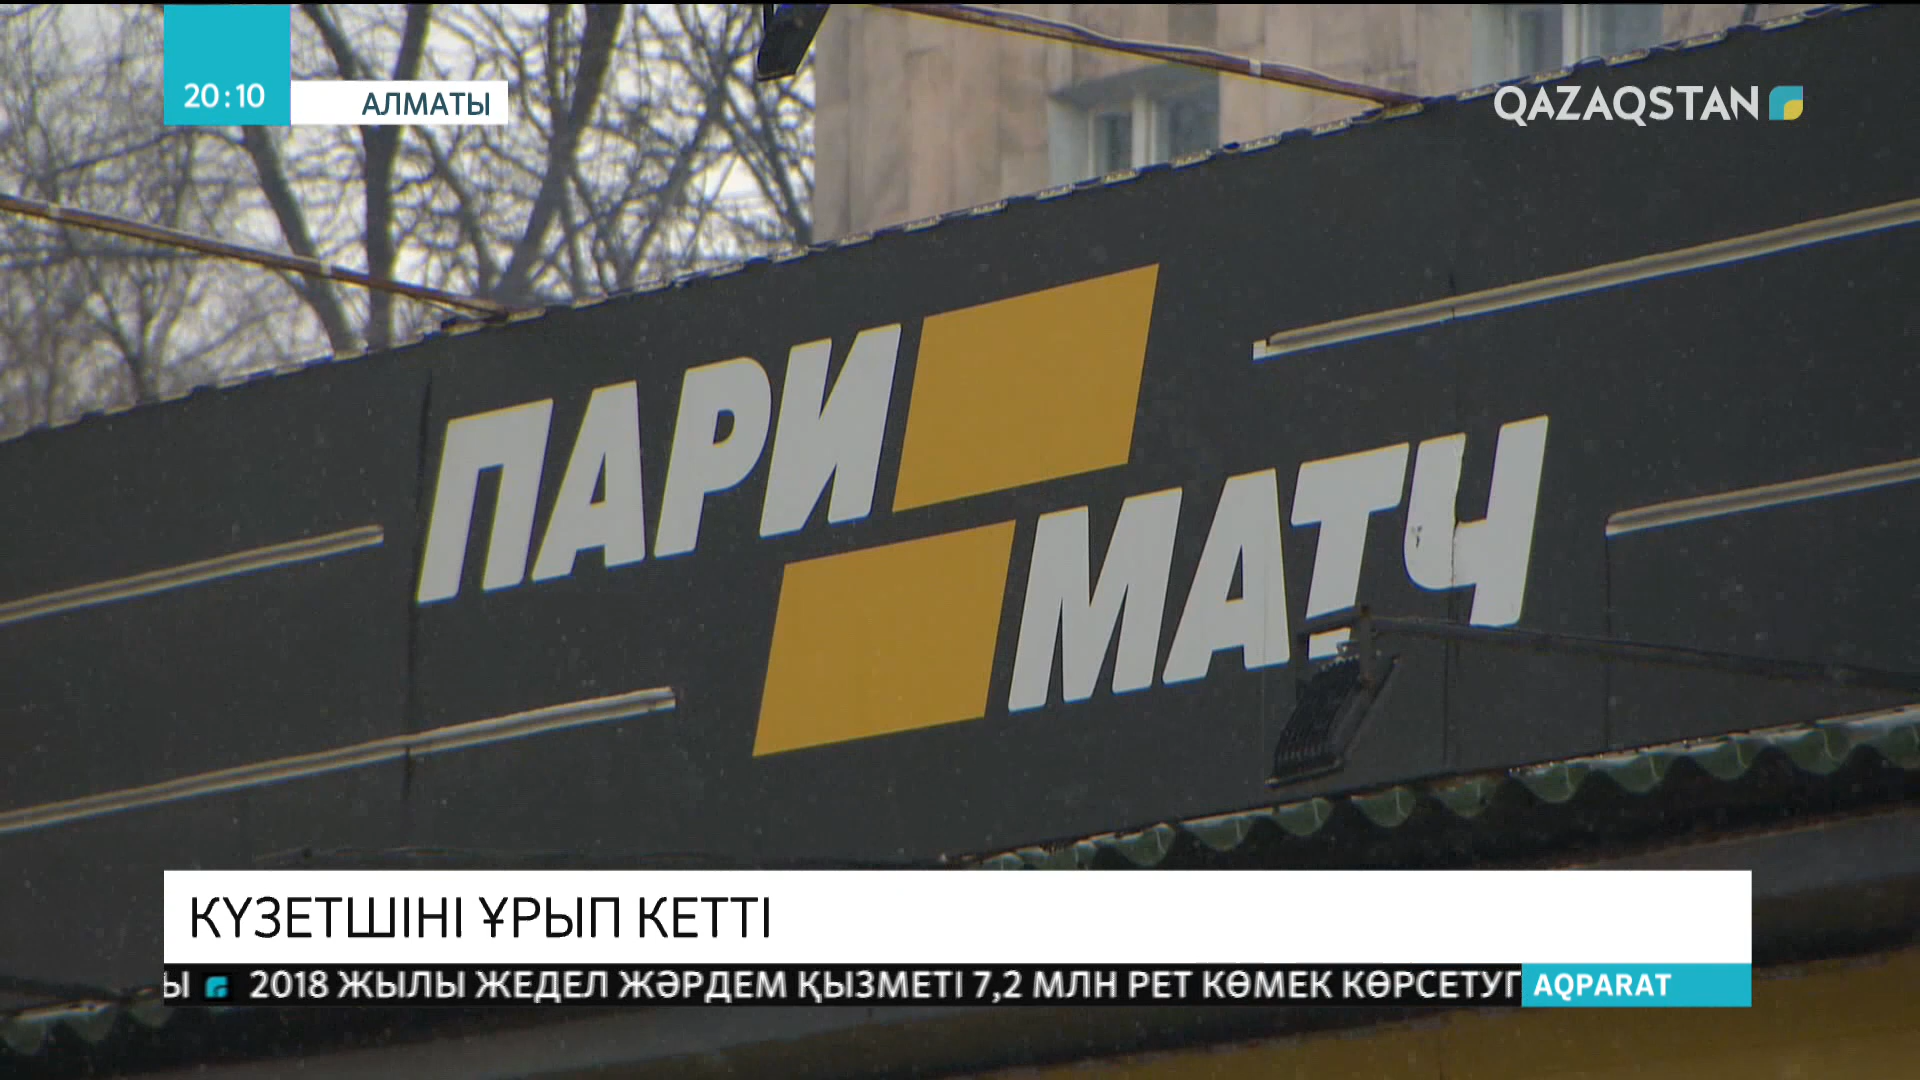 20:10
АЛМАТЫ
QAZAQSTAN
ПАРИ
МАТЧ
КҮЗЕТШІНІ ҰРЫП КЕТТІ
2018 ЖЫЛЫ ЖЕДЕЛ ЖӘРДЕМ ҚЫЗМЕТІ 7,2 МЛН РЕТ КӨМЕК
AQPARAT